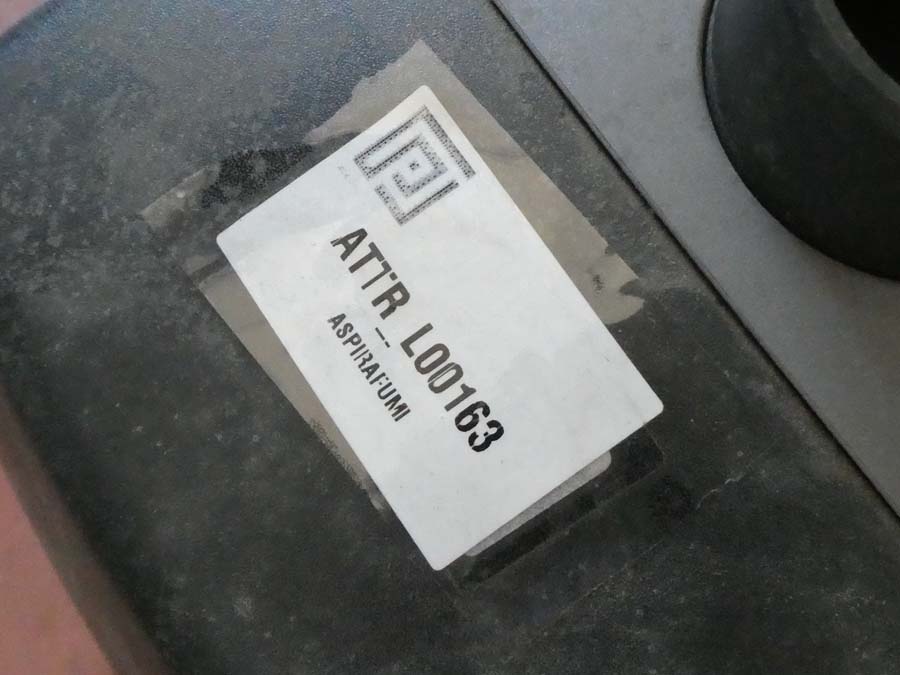 ATTR_L00163
ASPIRAFUMI